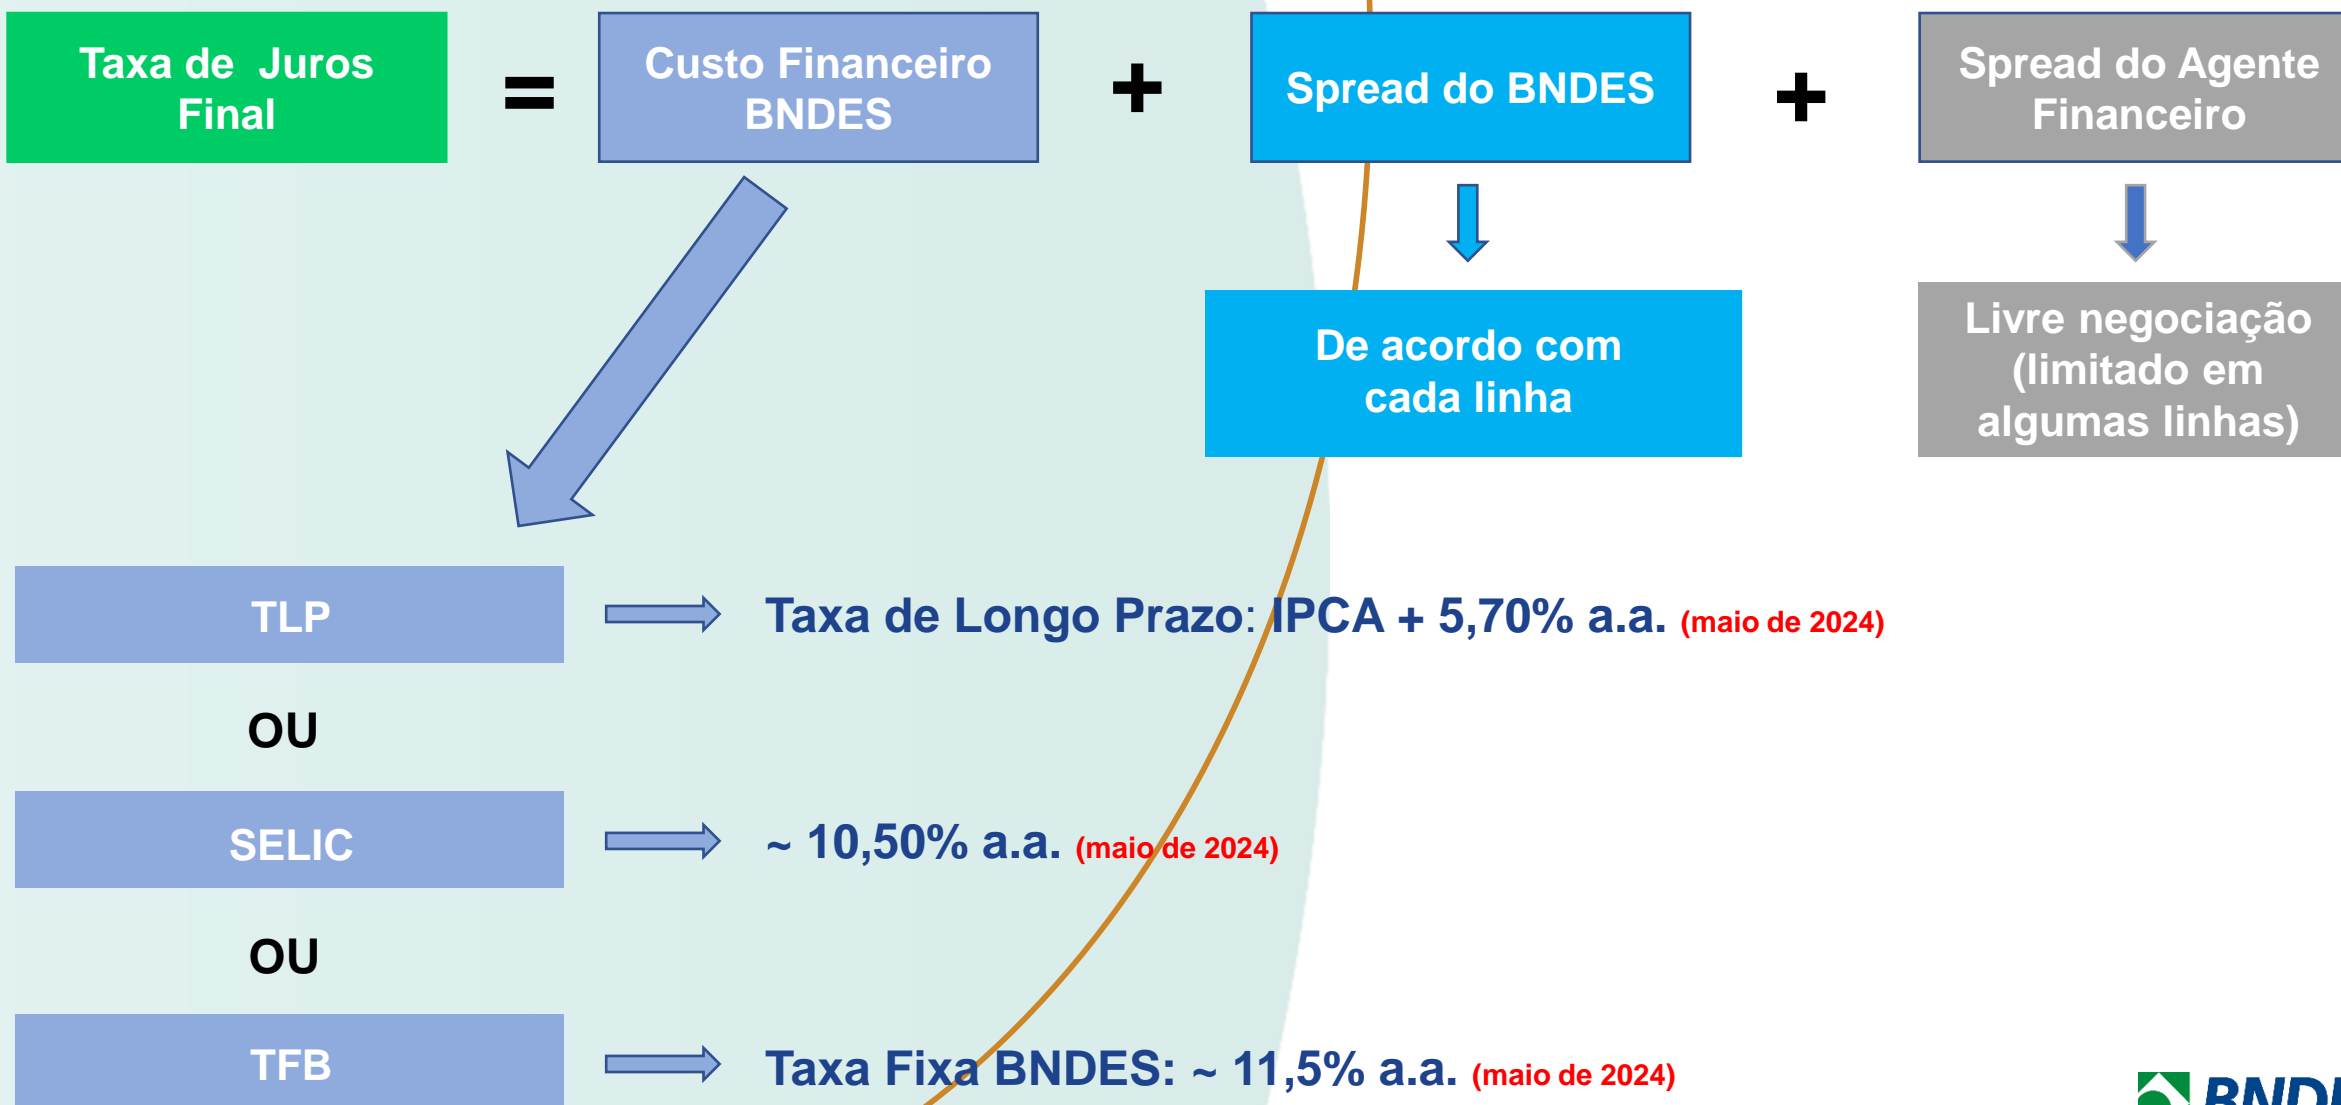 Taxa de Juros
Final
=
Custo Financeiro
BNDES
+
Spread do BNDES
+
Spread do Agente
Financeiro
De acordo com
cada linha
Livre negociação
(limitado em
algumas linhas)
TLP
Taxa de Longo Prazo: IPCA + 5,70% a.a. (maio de 2024)
OU
SELIC
~ 10,50% a.a. (maio de 2024)
OU
TFB
Taxa Fixa BNDES: ~ 11,5% a.a. (maio de 2024)